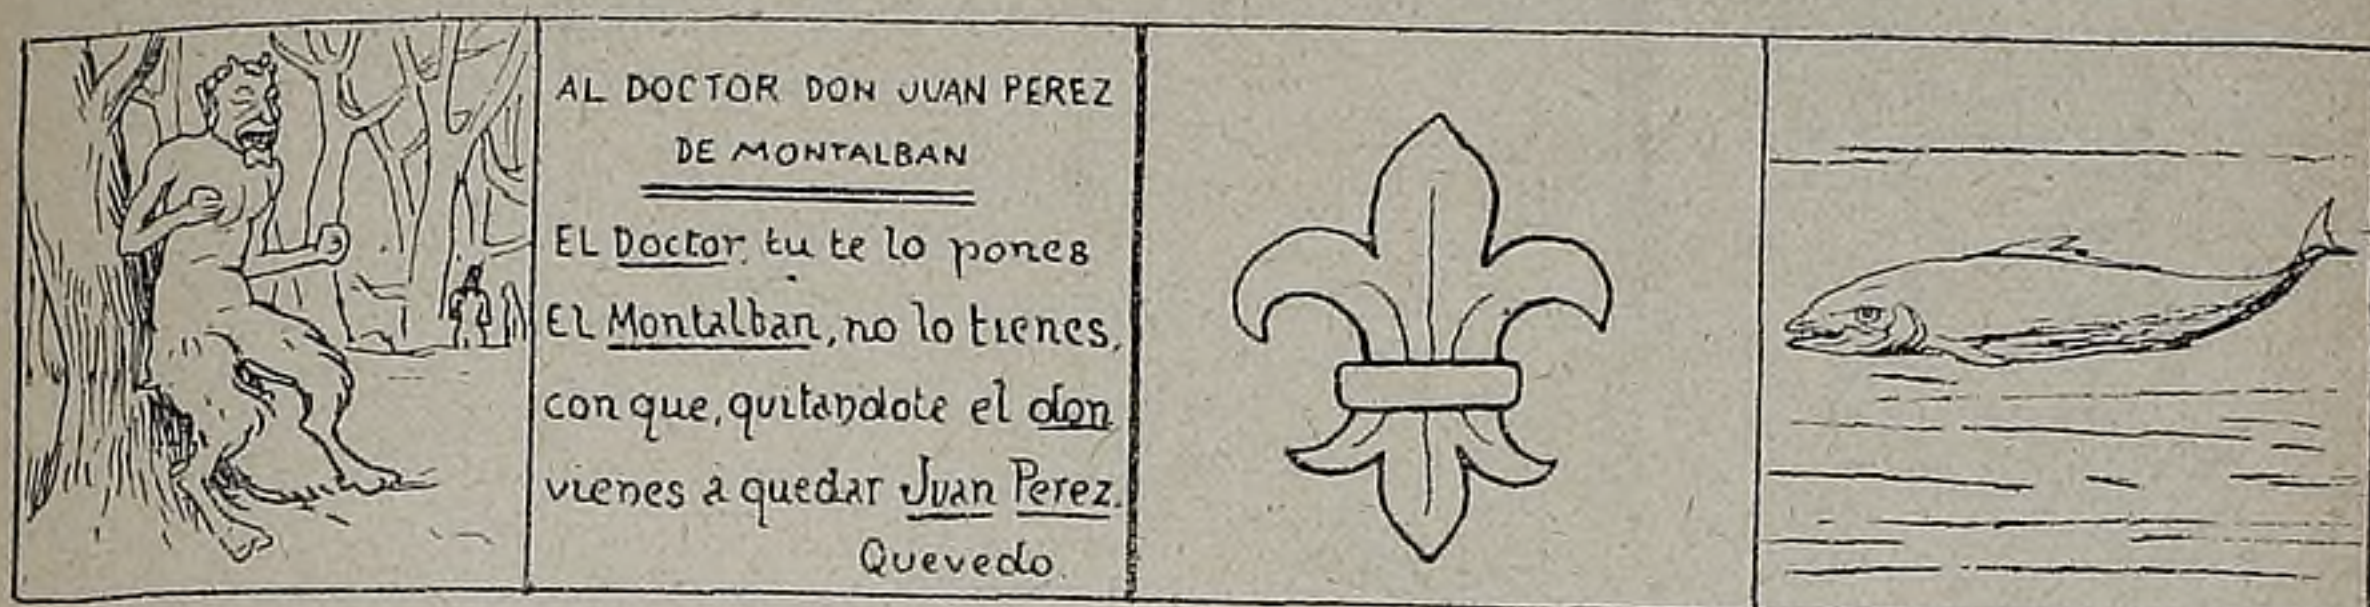 AL DOCTOR DON JUAN PEREZ
DE MONTALBAN
EL Doctor tu te lo pones
El Montalban, no lo tienes,
con que, quitandote el don
vienes à quedar Juan Perez.
Quevedo.